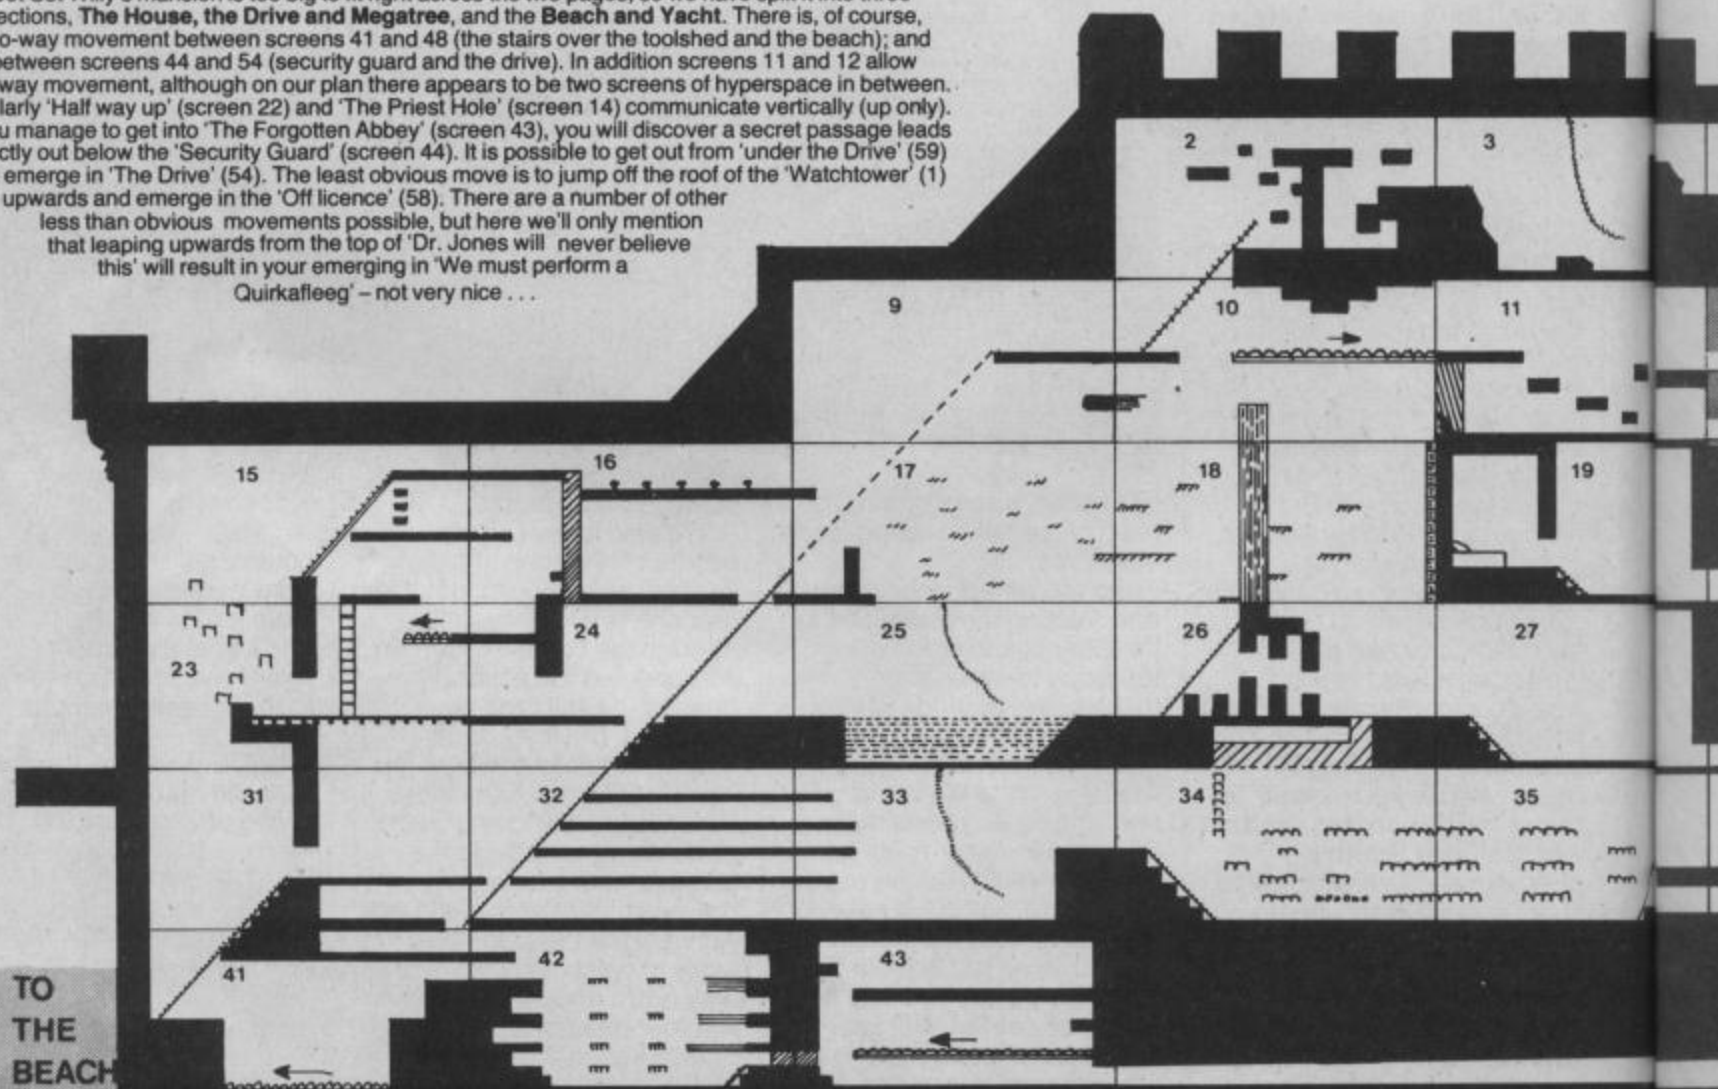 ections, The House, the Drive and Megatree, and the Beach and Yacht. There is, of course,
o-way movement between screens 41 and 48 (the stairs over the toolshed and the beach); and
etween screens 44 and 54 (security guard and the drive). In addition screens 11 and 12 allow
way movement, although on our plan there appears to be two screens of hyperspace in between.
larly ‘Half way up’ (screen 22) and ‘The Priest Hole’ (screen 14) communicate vertically (up only).
u manage to get into ‘The Forgotten Abbey’ (screen 43), you will discover a secret passage leads
ctly out below the ‘Security Guard’ (screen 44). It is possible to get out from ‘under the Drive’ (59)
emerge in ‘The Drive’ (54). The least obvious move is to jump off the roof of the ‘Watchtower’ (1)
upwards and emerge in the ‘Off licence’ (58). There are a number of other
less than obvious movements possible, but here we’ll only mention
that leaping upwards from the top of ‘Dr. Jones will never believe
this’ will result in your emerging in ‘We must perform a
Quirkafleeg’ – not very nice . . .
2
3
9
10
11
15
16
17
18
19
23
24
25
26
27
31
32
33
34
35
41
42
43
TO
THE
BEACH